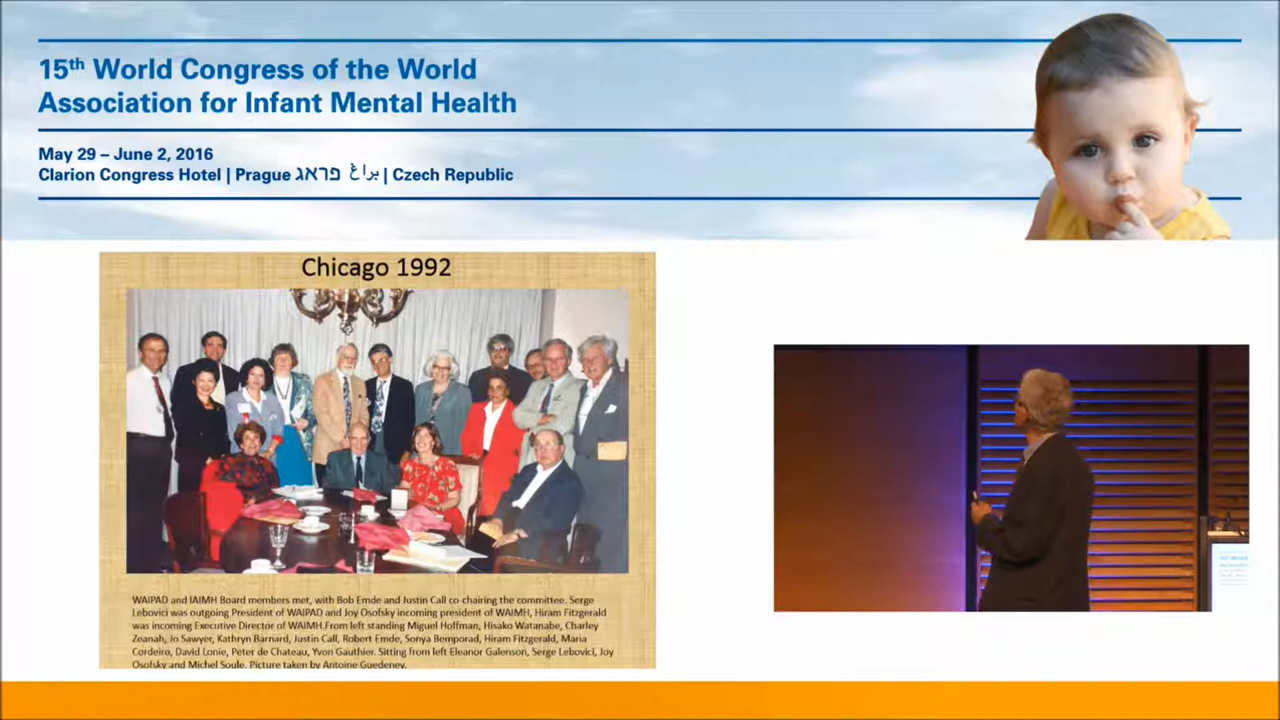 15th World Congress of the World
Association for Infant Mental Health
May 29 – June 2, 2016
Clarion Congress Hotel | Prague פראג براغ | Czech Republic
Chicago 1992
WAIPAD and IAIMH Board members met, with Bob Emde and Justin Call co-chairing the committee. Serge
Lebovici was outgoing President of WAIPAD and Joy Osofsky incoming president of WAIMH, Hiram Fitzgerald
was incoming Executive Director of WAIMH.From left standing Miguel Hoffman, Hisako Watanabe, Charley
Zeanah, Jo Sawyer, Kathryn Barnard, Justin Call, Robert Emde, Sonya Bemporad, Hiram Fitzgerald, Maria
Cordeiro, David Lonie, Peter de Chateau, Yvon Gauthier. Sitting from left Eleanor Galenson, Serge Lebovici, Joy
Osofsky and Michel Soule. Picture taken by Antoine Guedeney.